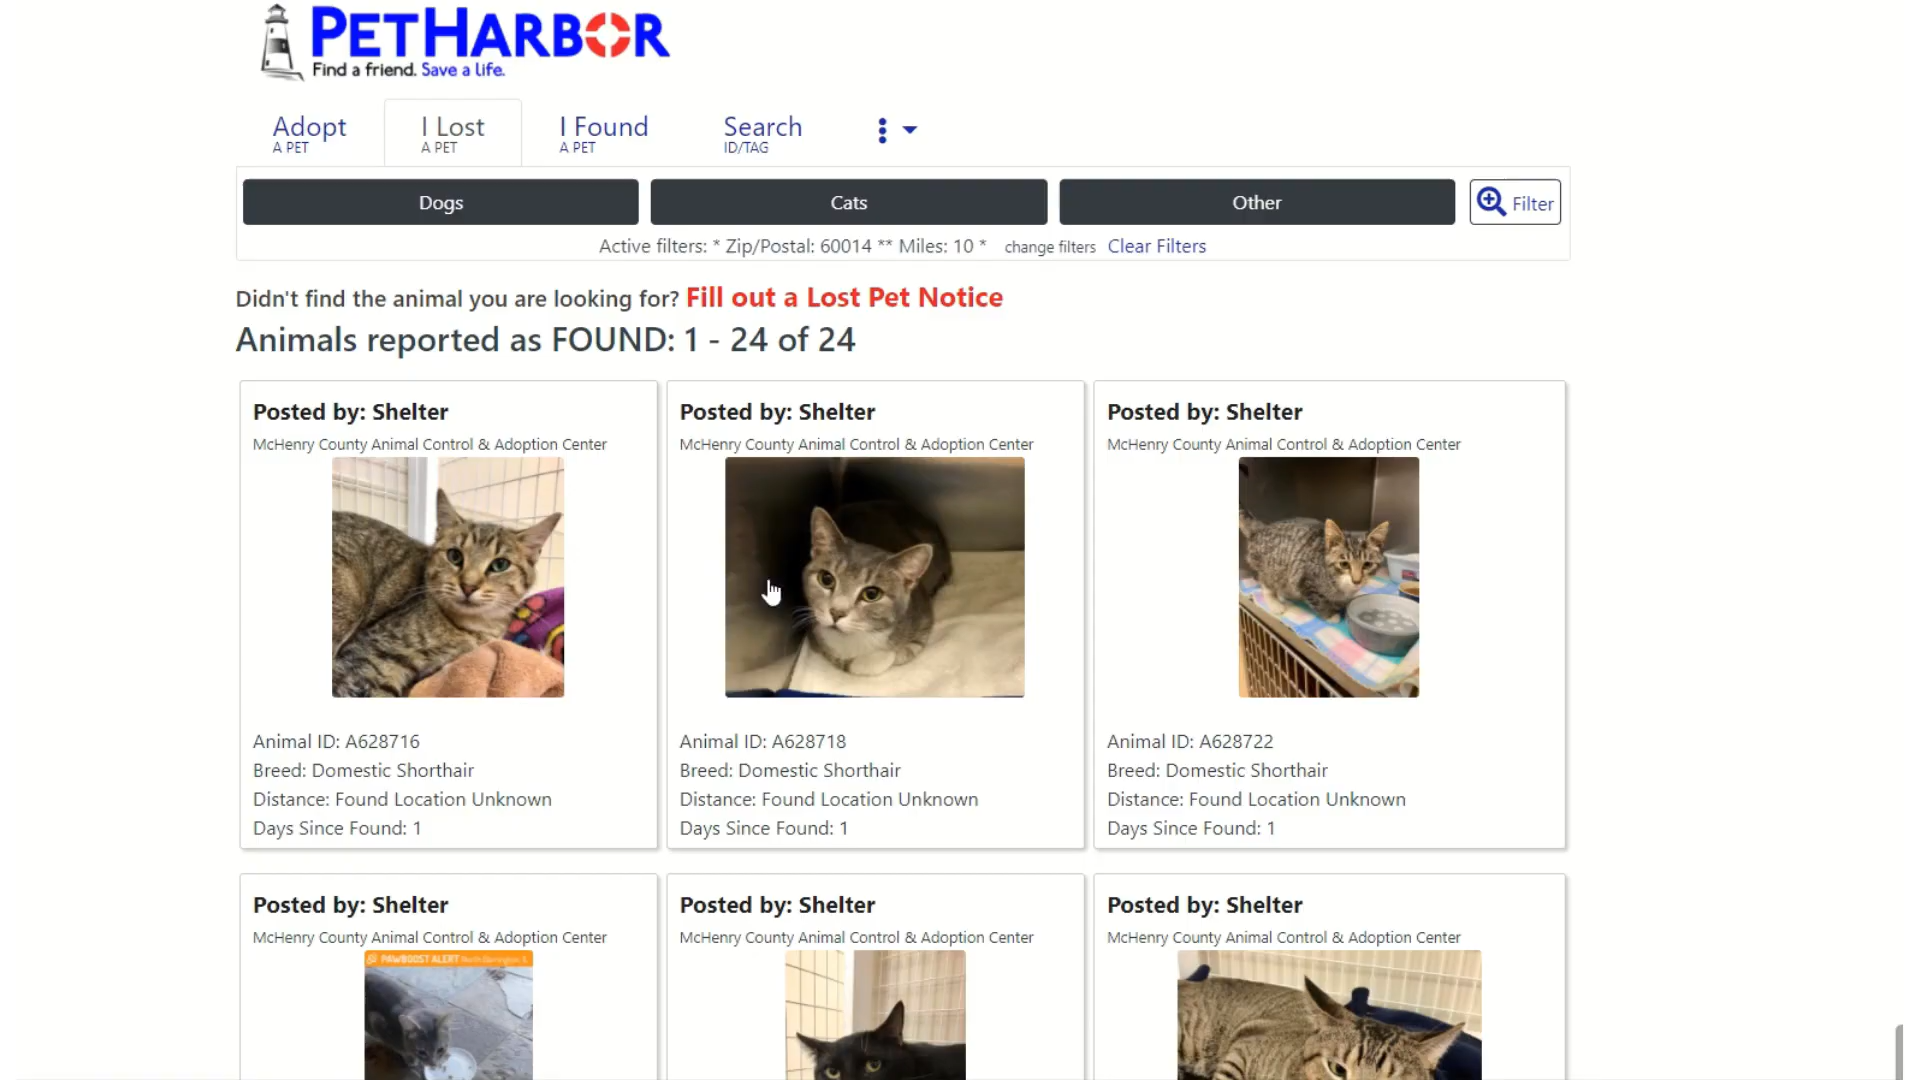 PETHARBOR
Find a friend. Save a life.
Adopt
A PET
I Lost
A PET
I Found
A PET
Search
ID/TAG
Dogs
Cats
Other
Filter
Active filters: * Zip/Postal: 60014 ** Miles: 10 * change filters Clear Filters
Didn't find the animal you are looking for? Fill out a Lost Pet Notice
Animals reported as FOUND: 1 - 24 of 24
Posted by: Shelter
McHenry County Animal Control & Adoption Center
Animal ID: A628716
Breed: Domestic Shorthair
Distance: Found Location Unknown
Days Since Found: 1
Posted by: Shelter
McHenry County Animal Control & Adoption Center
Animal ID: A628718
Breed: Domestic Shorthair
Distance: Found Location Unknown
Days Since Found: 1
Posted by: Shelter
McHenry County Animal Control & Adoption Center
Animal ID: A628722
Breed: Domestic Shorthair
Distance: Found Location Unknown
Days Since Found: 1
Posted by: Shelter
McHenry County Animal Control & Adoption Center
PAWBOOST ALERT North Barrington
Posted by: Shelter
McHenry County Animal Control & Adoption Center
Posted by: Shelter
McHenry County Animal Control & Adoption Center